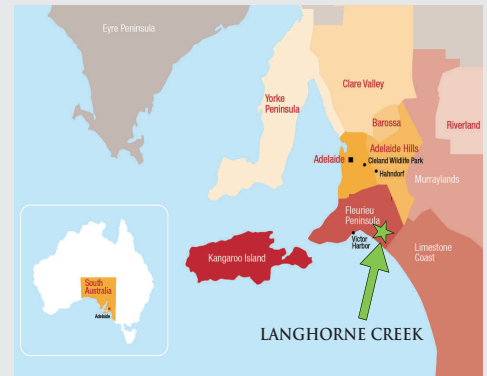 Eyre Peninsula
Clare Valley
Yorke
Peninsula
Barossa
Riverland
Adelaide Hills
Adelaide
Cleland Wildlife Park
Hahndorf
Murraylands
Fleurieu
Peninsula
Victor
Harbor
Limestone
Coast
Kangaroo Island
South
Australia
Adelaide
LANGHORNE CREEK